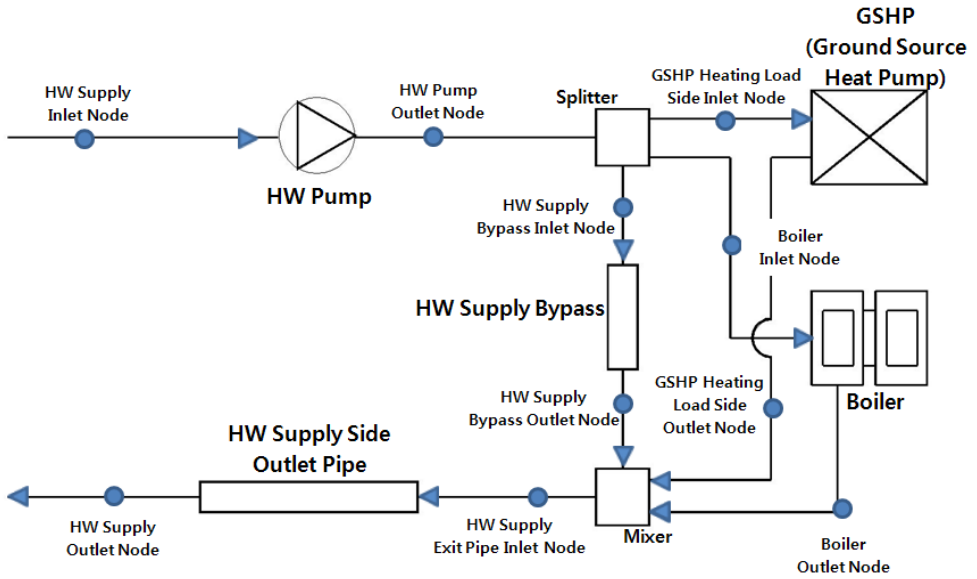 GSHP
(Ground Source
Heat Pump)
HW Supply
Inlet Node
HW Pump
Outlet Node
Splitter
GSHP Heating Load
Side Inlet Node
HW Pump
HW Supply
Bypass Inlet Node
Boiler
Inlet Node
HW Supply Bypass
HW Supply
Bypass Outlet Node
GSHP Heating
Load Side
Outlet Node
Boiler
HW Supply Side
Outlet Pipe
HW Supply
Outlet Node
HW Supply
Exit Pipe Inlet Node
Mixer
Boiler
Outlet Node